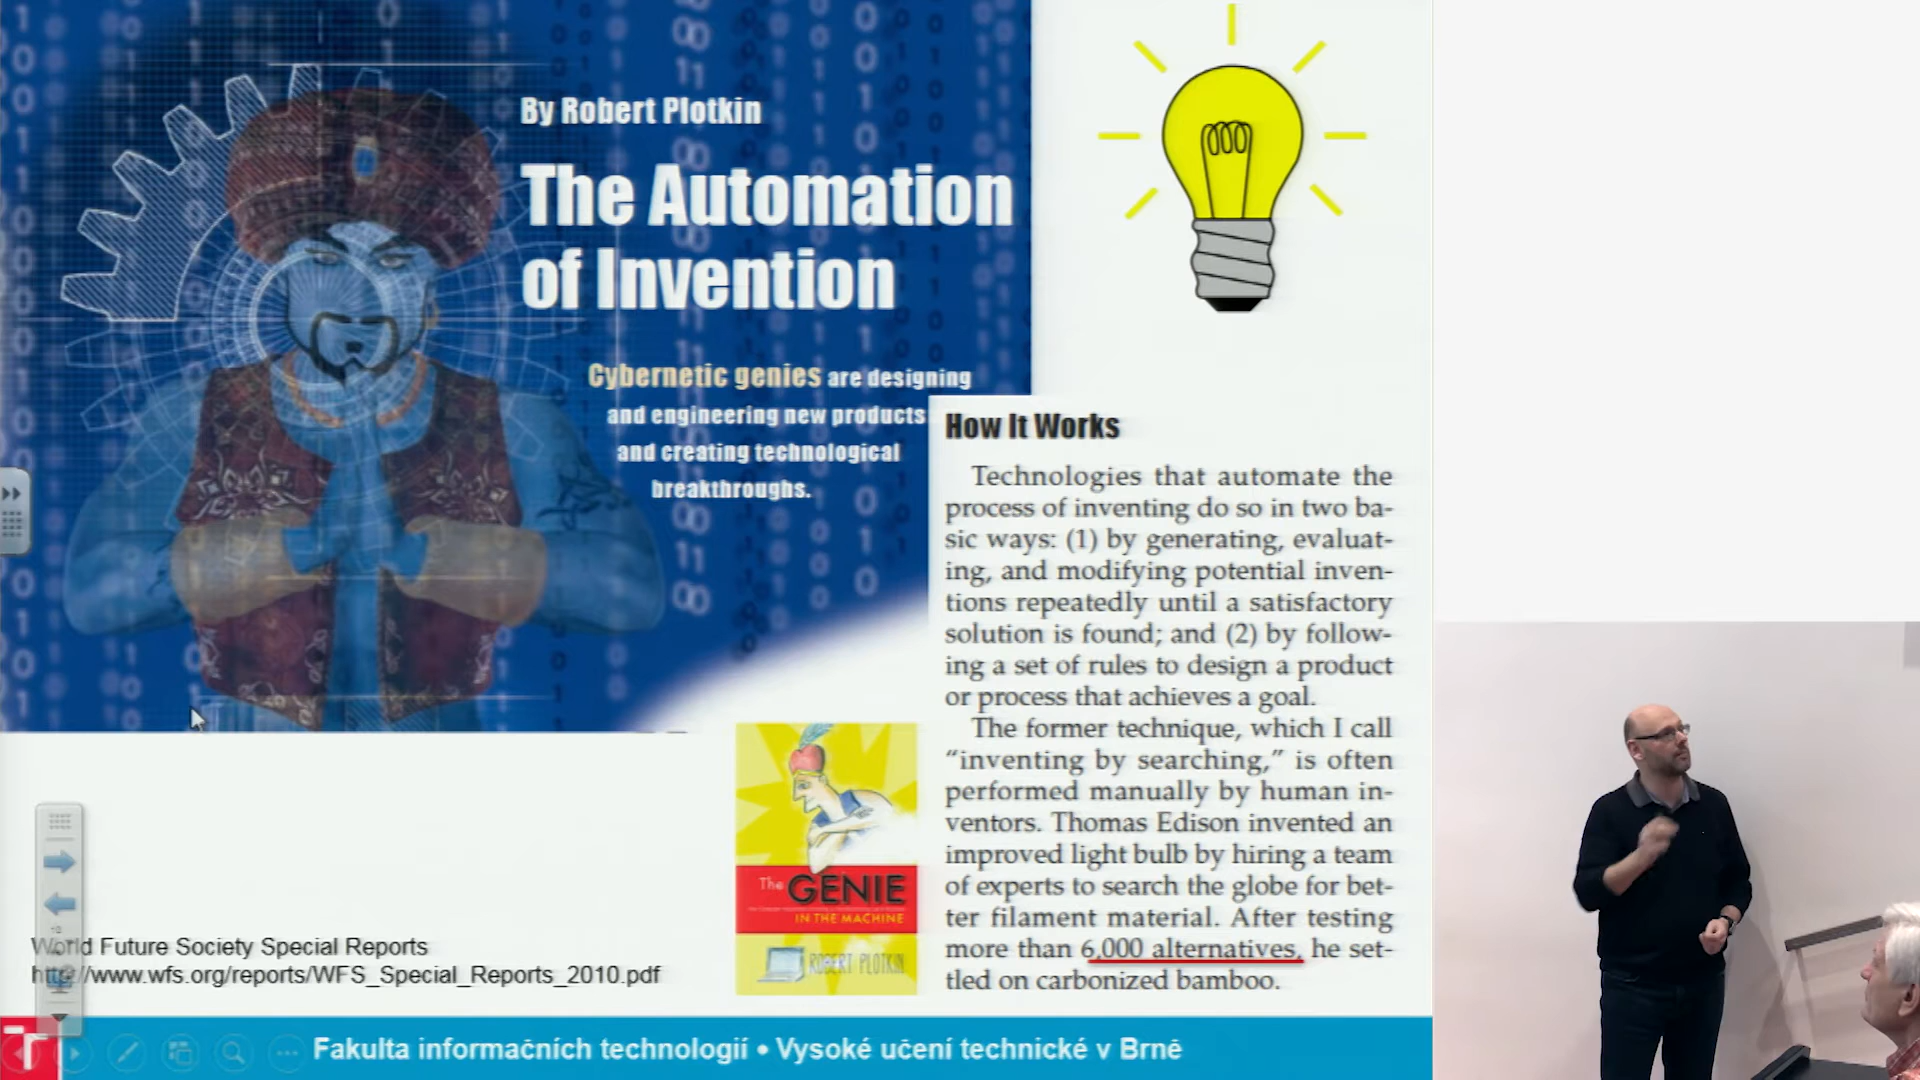 By Robert Plotkin
The Automation
of Invention
Cybernetic genies are designing
and engineering new products
and creating technological
breakthroughs.
How It Works
Technologies that automate the
process of inventing do so in two ba-
sic ways: (1) by generating, evaluat-
ing, and modifying potential inven-
tions repeatedly until a satisfactory
solution is found; and (2) by follow-
ing a set of rules to design a product
or process that achieves a goal.
The former technique, which I call
“inventing by searching,” is often
performed manually by human in-
ventors. Thomas Edison invented an
improved light bulb by hiring a team
of experts to search the globe for bet-
ter filament material. After testing
more than 6,000 alternatives, he set-
tled on carbonized bamboo.
The
GENIE
IN THE MACHINE
ROBERT PLOTKIN
World Future Society Special Reports
http://www.wfs.org/reports/WFS_Special_Reports_2010.pdf
Fakulta informačních technologií • Vysoké učení technické v Brně